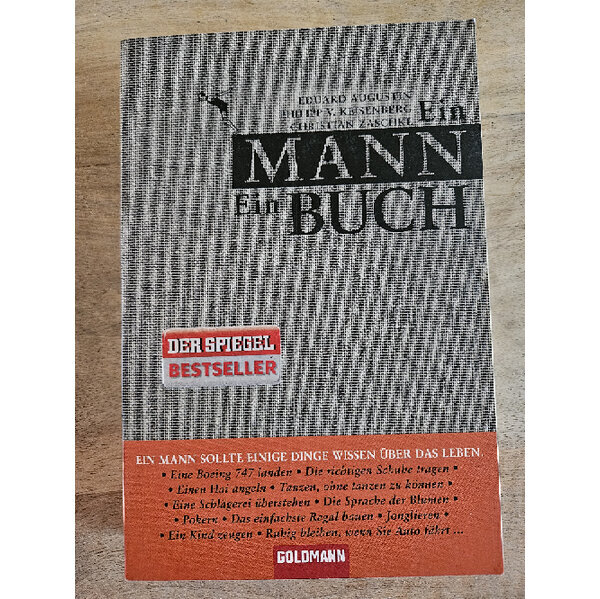 EDUARD AUGUSTIN
PHILIPP V. KEISENBERG
CHRISTIAN ZASCHKE
Ein
MANN
Ein BUCH
DER SPIEGEL
BESTSELLER
EIN MANN SOLLTE EINIGE DINGE WISSEN ÜBER DAS LEBEN
• Eine Boeing 747 landen • Die richtigen Schuhe tragen •
• Einen Hai angeln • Tanzen, ohne tanzen zu können •
• Eine Schlägerei überstehen • Die Sprache der Blumen •
• Pokern • Das einfachste Regal bauen • Jonglieren •
• Ein Kind zeugen • Ruhig bleiben, wenn Sie Auto fährt ...
GOLDMANN